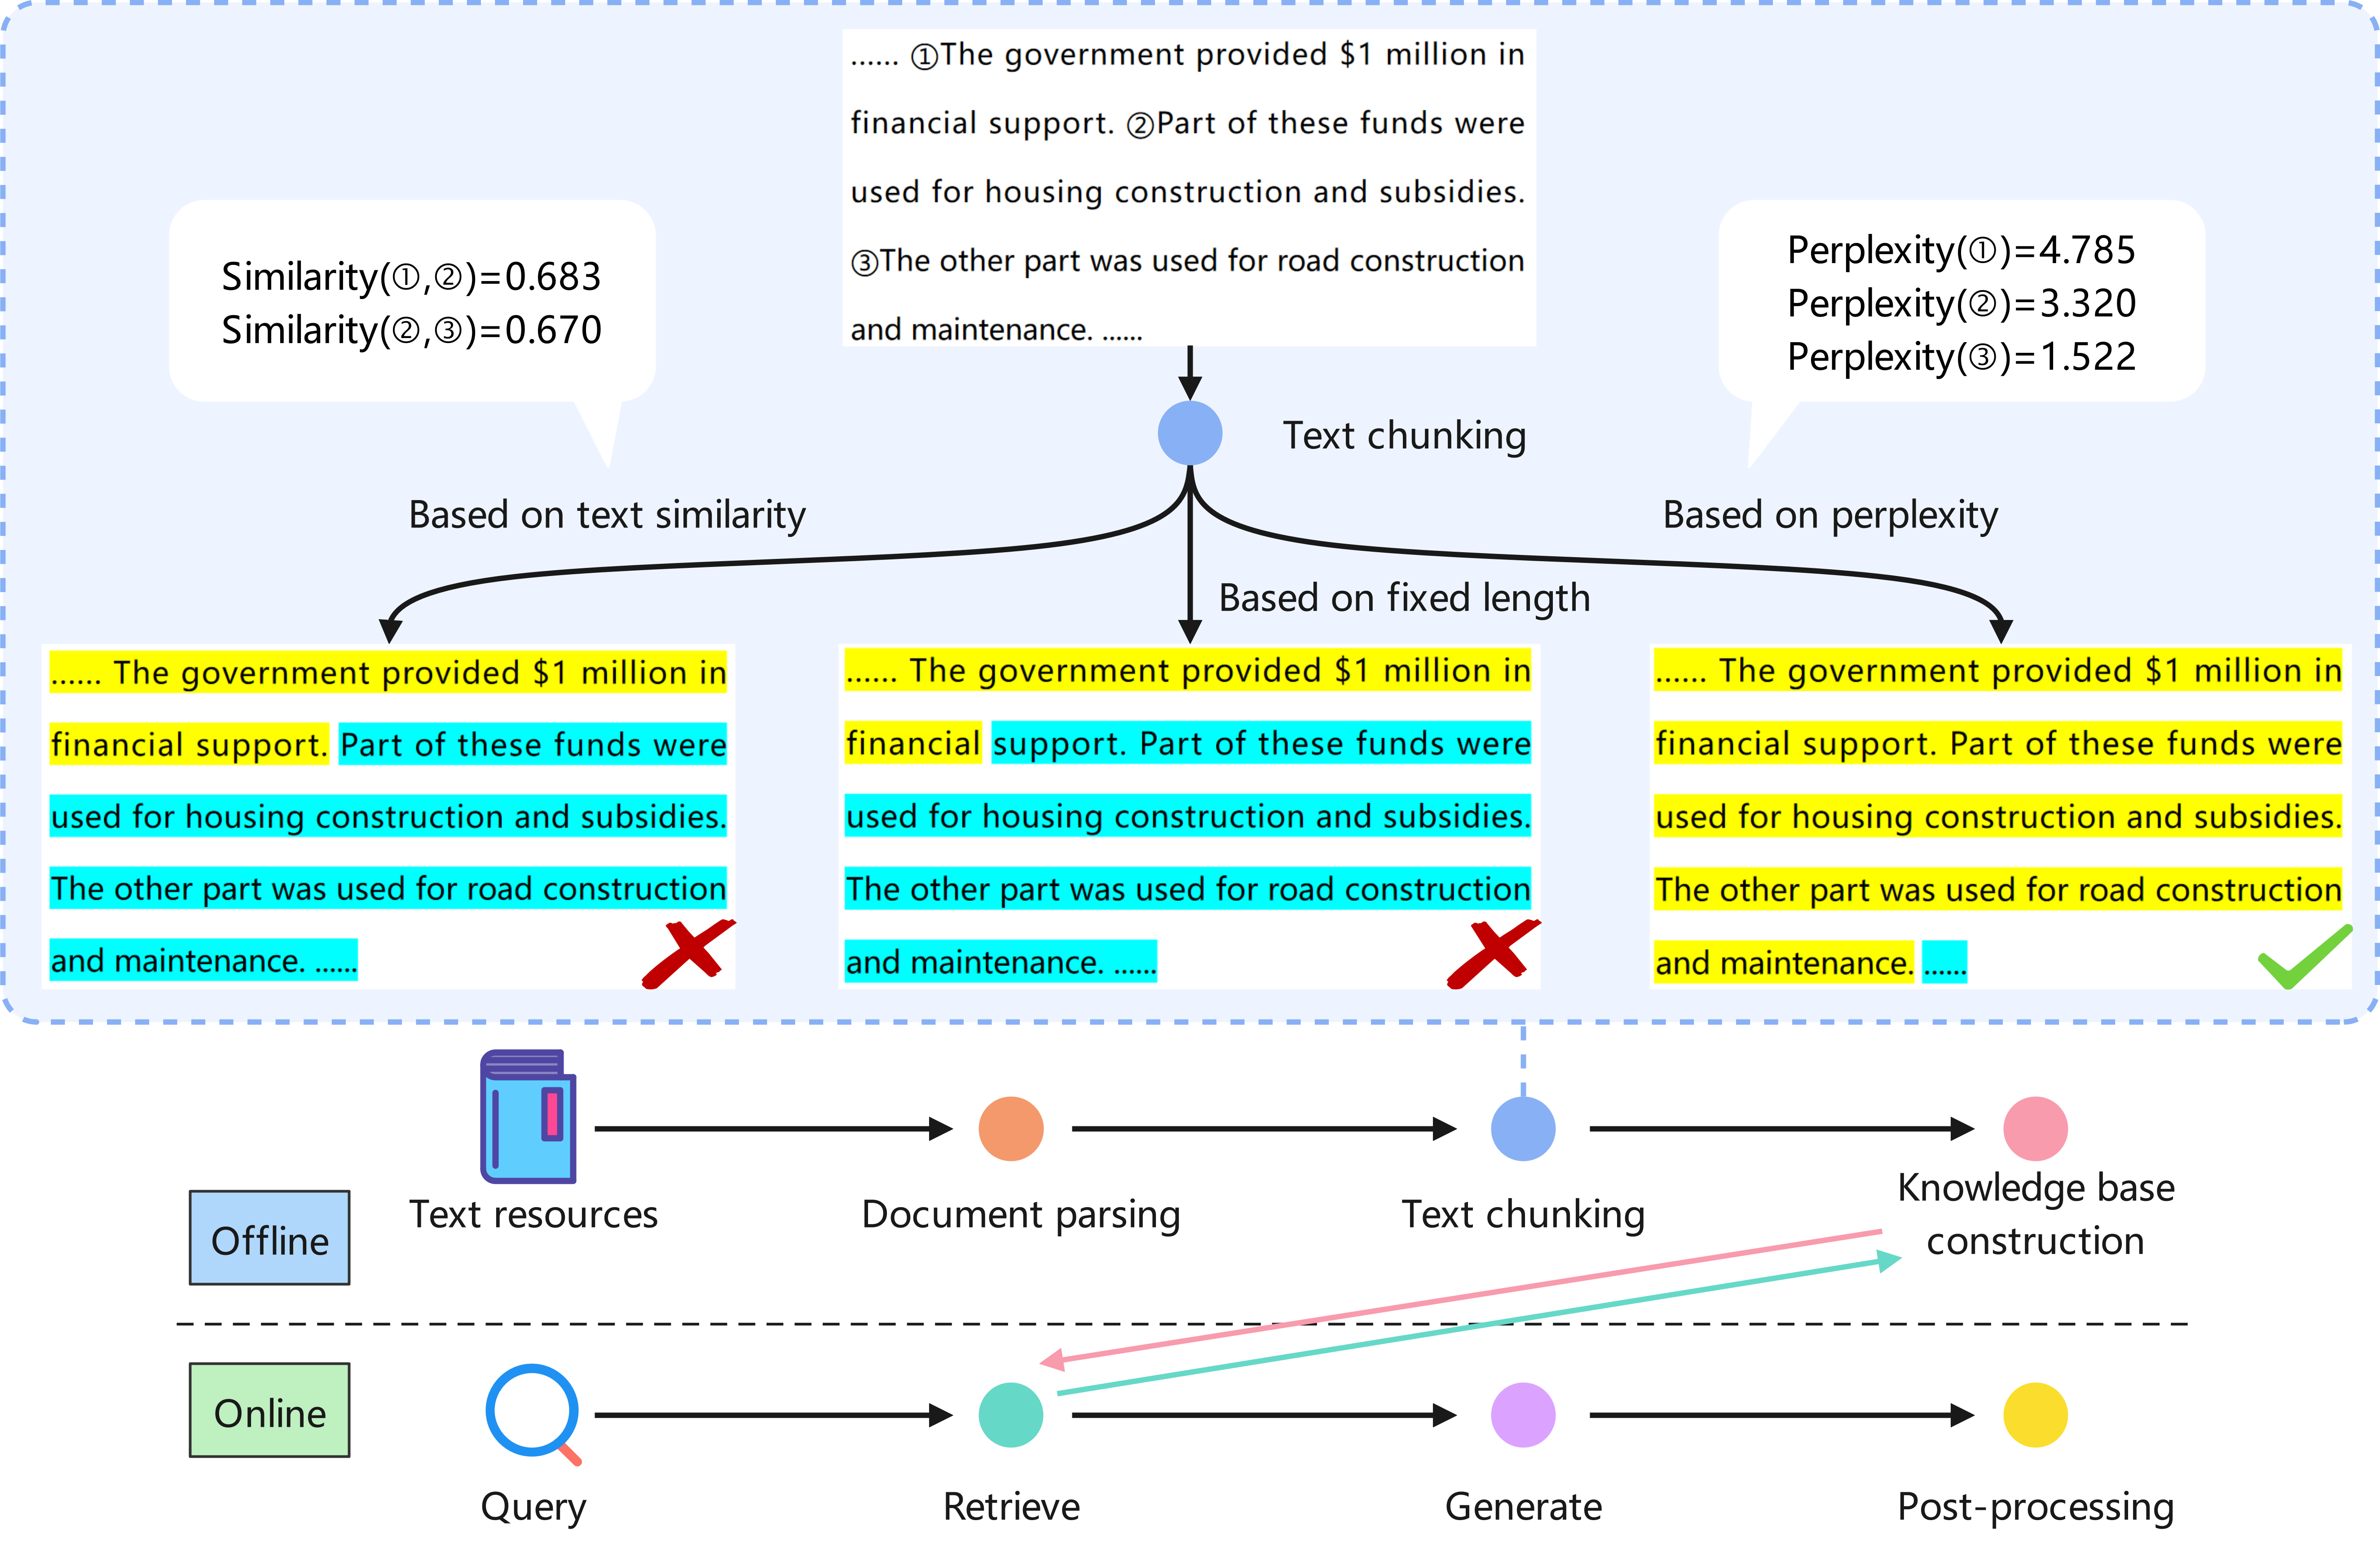 ...... ①The government provided $1 million in
financial support. ②Part of these funds were
used for housing construction and subsidies.
③The other part was used for road construction
and maintenance. ......
Similarity(①,②)=0.683
Similarity(②,③)=0.670
Perplexity(①)=4.785
Perplexity(②)=3.320
Perplexity(③)=1.522
Text chunking
Based on text similarity
Based on fixed length
Based on perplexity
...... The government provided $1 million in
financial support. Part of these funds were
used for housing construction and subsidies.
The other part was used for road construction
and maintenance. ......
...... The government provided $1 million in
financial support. Part of these funds were
used for housing construction and subsidies.
The other part was used for road construction
and maintenance. ......
...... The government provided $1 million in
financial support. Part of these funds were
used for housing construction and subsidies.
The other part was used for road construction
and maintenance. ......
Offline
Text resources
Document parsing
Text chunking
Knowledge base
construction
Online
Query
Retrieve
Generate
Post-processing